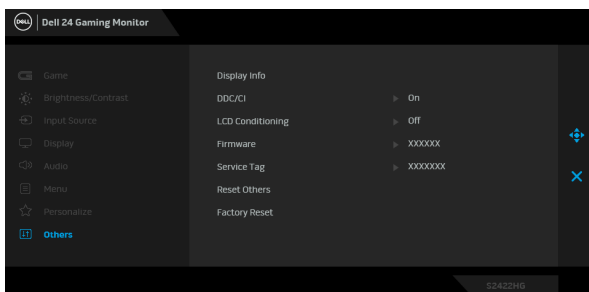 DELL Dell 24 Gaming Monitor
Game
Brightness/Contrast
Input Source
Display
Audio
Menu
Personalize
Others
Display Info
DDC/CI On
LCD Conditioning Off
Firmware XXXXXX
Service Tag XXXXXXX
Reset Others
Factory Reset
S2422HG